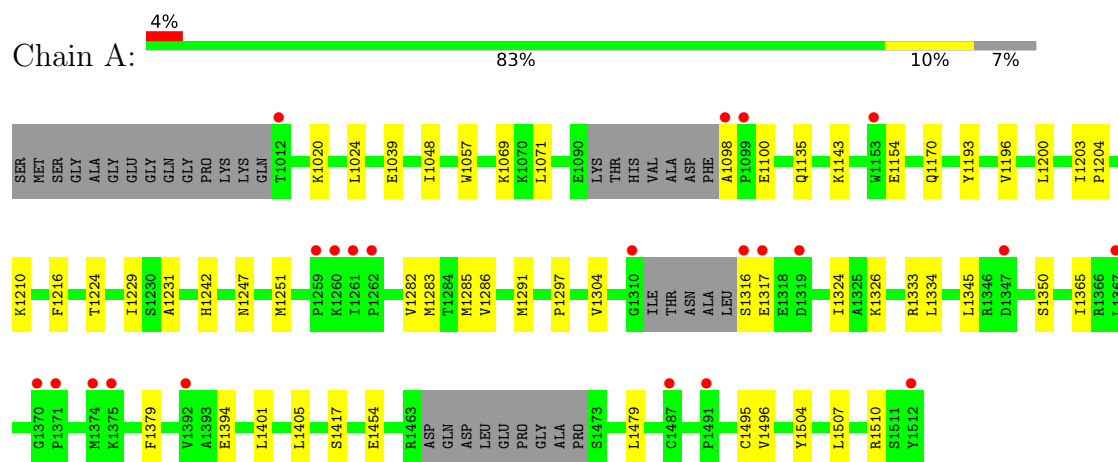 4%
Chain A:
83% 10% 7%
SER MET SER GLY ALA GLY GLU GLY GLN GLY PRO LYS LYS GLN T1012 K1020 L1024 E1039 I1048 W1057 K1069 K1070 L1071 E1090 LYS THR HIS VAL ALA ASP PHE A1098 P1099 E1100 Q1135 K1143 W1153 E1154 Q1170 Y1193 V1196 L1200 I1203 P1204
K1210 F1216 T1224 I1229 S1230 A1231 H1242 N1247 M1251 P1259 K1260 I1261 P1262 V1282 M1283 T1284 M1285 V1286 M1291 P1297 V1304 G1310 ILE THR ASN ALA LEU S1316 E1317 E1318 D1319 I1324 A1325 K1326 R1333 L1334 L1345 R1346 D1347 S1350 I1365 R1366 L1367
G1370 P1371 M1374 K1375 F1379 V1392 A1393 E1394 L1401 L1405 S1417 E1454 R1463 ASP GLN ASP LEU GLU PRO GLY ALA PRO S1473 L1479 C1487 P1491 C1495 V1496 Y1504 L1507 R1510 S1511 Y1512